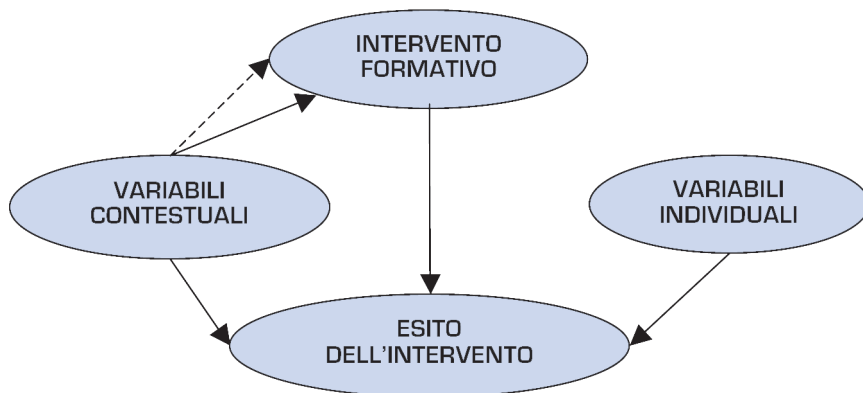 INTERVENTO
FORMATIVO
VARIABILI
CONTESTUALI
VARIABILI
INDIVIDUALI
ESITO
DELL'INTERVENTO